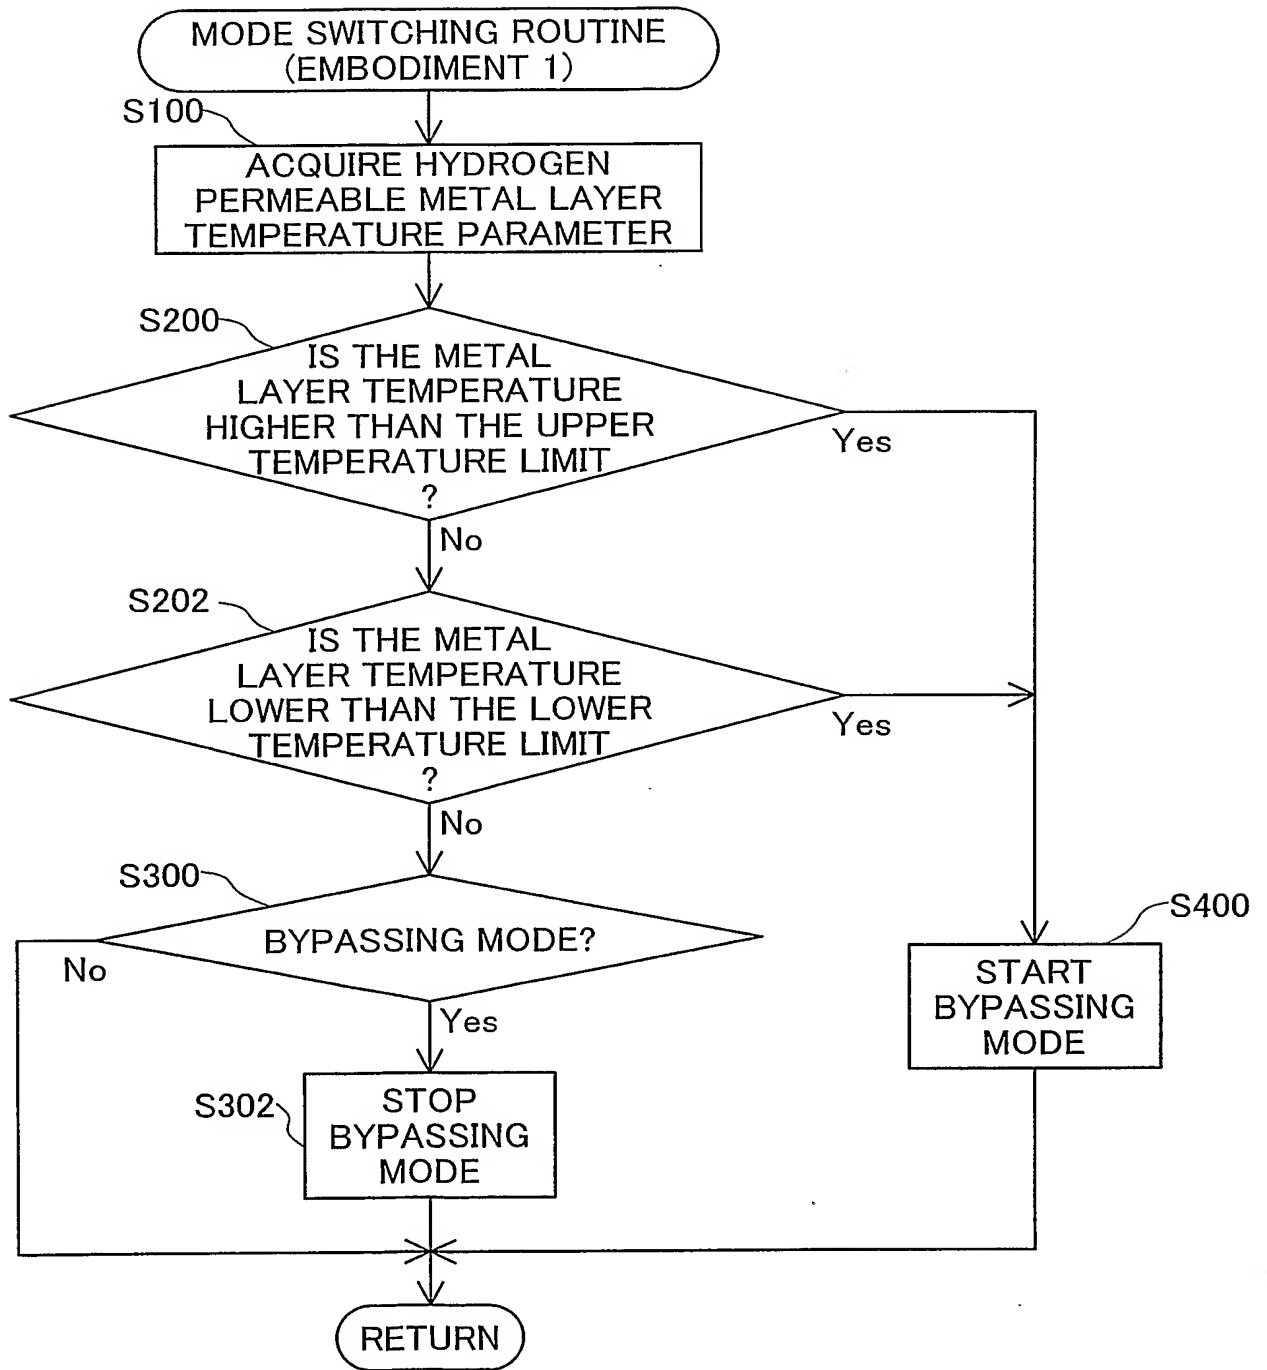 MODE SWITCHING ROUTINE
(EMBODIMENT 1)
S100
ACQUIRE HYDROGEN
PERMEABLE METAL LAYER
TEMPERATURE PARAMETER
S200
IS THE METAL
LAYER TEMPERATURE
HIGHER THAN THE UPPER
TEMPERATURE LIMIT
?
Yes
No
S202
IS THE METAL
LAYER TEMPERATURE
LOWER THAN THE LOWER
TEMPERATURE LIMIT
?
Yes
No
S300
BYPASSING MODE?
No
Yes
S400
START
BYPASSING
MODE
S302
STOP
BYPASSING
MODE
RETURN